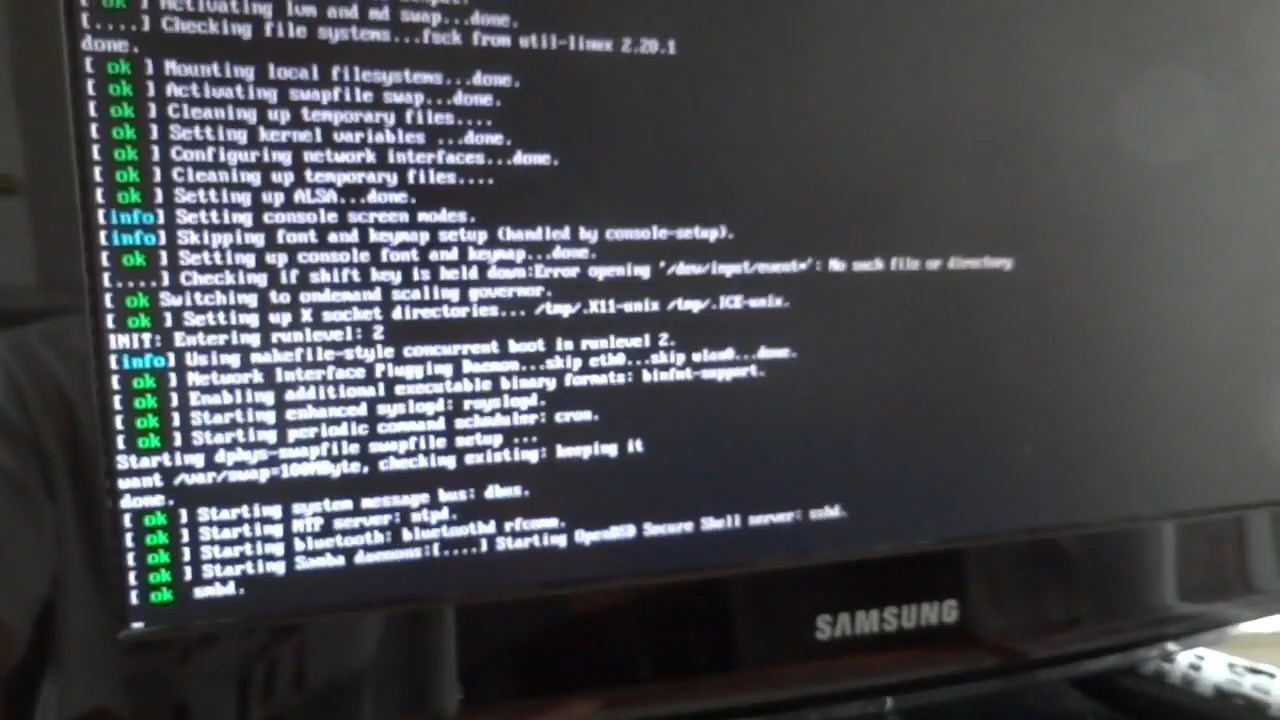 [ ok ] Activating lvm and md swap...done.
[....] Checking file systems...fsck from util-linux 2.20.1
done.
[ ok ] Mounting local filesystems...done.
[ ok ] Activating swapfile swap...done.
[ ok ] Cleaning up temporary files....
[ ok ] Setting kernel variables ...done.
[ ok ] Configuring network interfaces...done.
[ ok ] Cleaning up temporary files....
[ ok ] Setting up ALSA...done.
[info] Setting console screen modes.
[info] Skipping font and keymap setup (handled by console-setup).
[ ok ] Setting up console font and keymap...done.
[....] Checking if shift key is held down:Error opening '/dev/input/event*': No such file or directory
[ ok Switching to ondemand scaling governor.
[ ok ] Setting up X socket directories... /tmp/.X11-unix /tmp/.ICE-unix.
INIT: Entering runlevel: 2
[info] Using makefile-style concurrent boot in runlevel 2.
[ ok ] Network Interface Plugging Daemon...skip eth0...skip wlan0...done.
[ ok ] Enabling additional executable binary formats: binfmt-support.
[ ok ] Starting enhanced syslogd: rsyslogd.
[ ok ] Starting periodic command scheduler: cron.
Starting dphys-swapfile swapfile setup ...
want /var/swap=100MByte, checking existing: keeping it
done.
[ ok ] Starting system message bus: dbus.
[ ok ] Starting NTP server: ntpd.
[ ok ] Starting bluetooth: bluetoothd rfcomm.
[ ok ] Starting Samba daemons:[....] Starting OpenBSD Secure Shell server: sshd.
[ ok smbd.
SAMSUNG